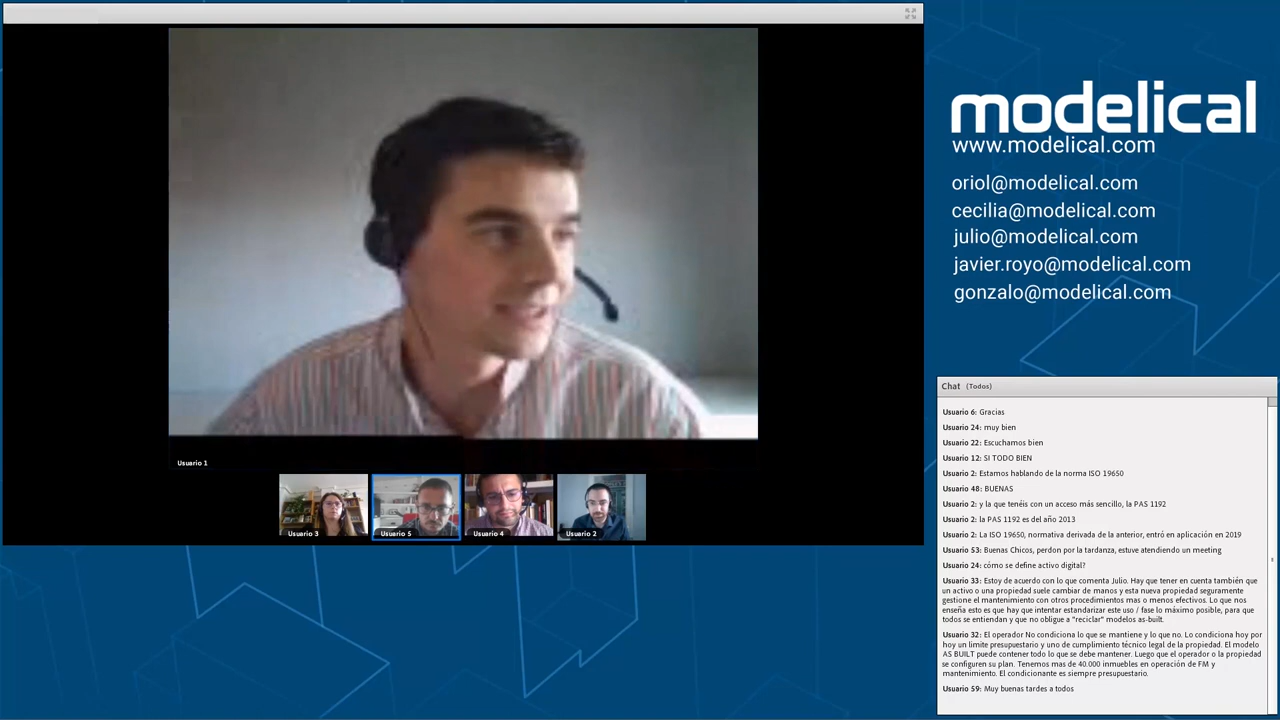 modelical
www.modelical.com
oriol@modelical.com
cecilia@modelical.com
julio@modelical.com
javier.royo@modelical.com
gonzalo@modelical.com
Usuario 1
Usuario 3
Usuario 5
Usuario 4
Usuario 2
Chat (Todos)
Usuario 6: Gracias
Usuario 24: muy bien
Usuario 22: Escuchamos bien
Usuario 12: SI TODO BIEN
Usuario 2: Estamos hablando de la norma ISO 19650
Usuario 48: BUENAS
Usuario 2: y la que tenéis con un acceso más sencillo, la PAS 1192
Usuario 2: la PAS 1192 es del año 2013
Usuario 2: La ISO 19650, normativa derivada de la anterior, entró en aplicación en 2019
Usuario 53: Buenas Chicos, perdon por la tardanza, estuve atendiendo un meeting
Usuario 24: cómo se define activo digital?
Usuario 33: Estoy de acuerdo con lo que comenta Julio. Hay que tener en cuenta también que
un activo o una propiedad suele cambiar de manos y esta nueva propiedad seguramente
gestione el mantenimiento con otros procedimientos mas o menos efectivos. Lo que nos
enseña esto es que hay que intentar estandarizar este uso / fase lo máximo posible, para que
todos se entiendan y que no obligue a "reciclar" modelos as-built.
Usuario 32: El operador No condiciona lo que se mantiene y lo que no. Lo condiciona hoy por
hoy un limite presupuestario y uno de cumplimiento técnico legal de la propiedad. El modelo
AS BUILT puede contener todo lo que se debe mantener. Luego que el operador o la propiedad
se configuren su plan. Tenemos mas de 40.000 inmuebles en operación de FM y
mantenimiento. El condicionante es siempre presupuestario.
Usuario 59: Muy buenas tardes a todos